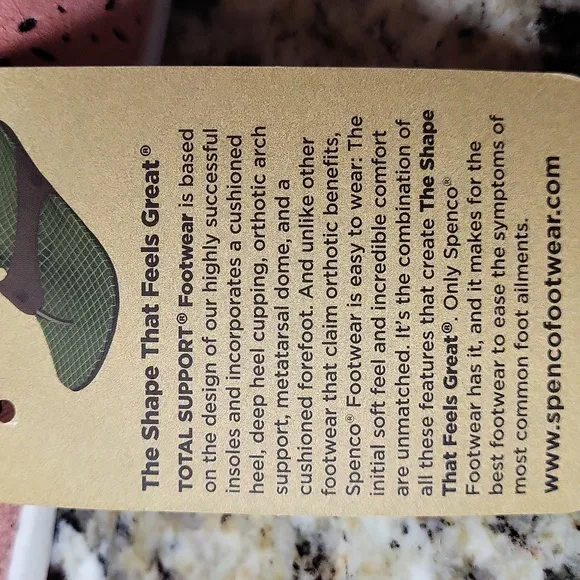 The Shape That Feels Great®
TOTAL SUPPORT® Footwear is based
on the design of our highly successful
insoles and incorporates a cushioned
heel, deep heel cupping, orthotic arch
support, metatarsal dome, and a
cushioned forefoot. And unlike other
footwear that claim orthotic benefits,
Spenco® Footwear is easy to wear: The
initial soft feel and incredible comfort
are unmatched. It's the combination of
all these features that create The Shape
That Feels Great®. Only Spenco®
Footwear has it, and it makes for the
best footwear to ease the symptoms of
most common foot ailments.
www.spencofootwear.com